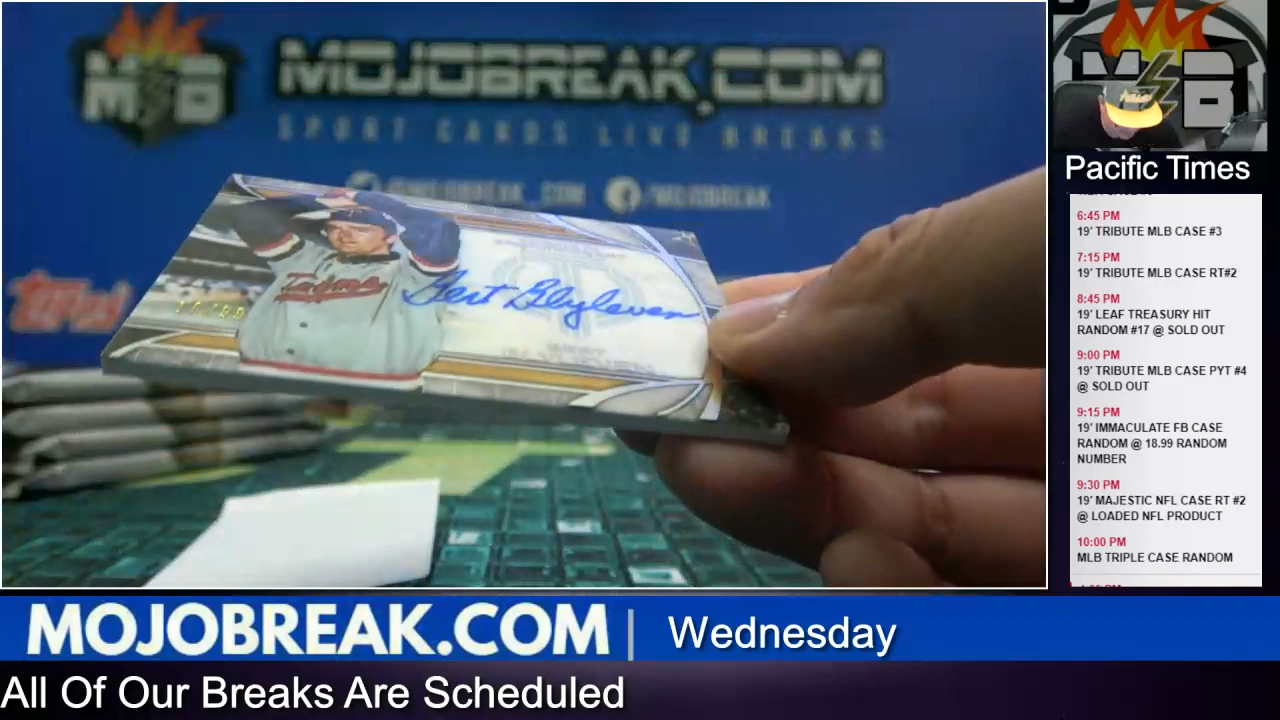 MOJOBREAK.COM
SPORT CARDS LIVE BREAKS
@MOJOBREAK_COM /MOJOBREAK
topps
Twins
Bert Blyleven
Pacific Times
6:45 PM
19' TRIBUTE MLB CASE #3
7:15 PM
19' TRIBUTE MLB CASE RT#2
8:45 PM
19' LEAF TREASURY HIT
RANDOM #17 @ SOLD OUT
9:00 PM
19' TRIBUTE MLB CASE PYT #4
@ SOLD OUT
9:15 PM
19' IMMACULATE FB CASE
RANDOM @ 18.99 RANDOM
NUMBER
9:30 PM
19' MAJESTIC NFL CASE RT #2
@ LOADED NFL PRODUCT
10:00 PM
MLB TRIPLE CASE RANDOM
MOJOBREAK.COM | Wednesday
All Of Our Breaks Are Scheduled